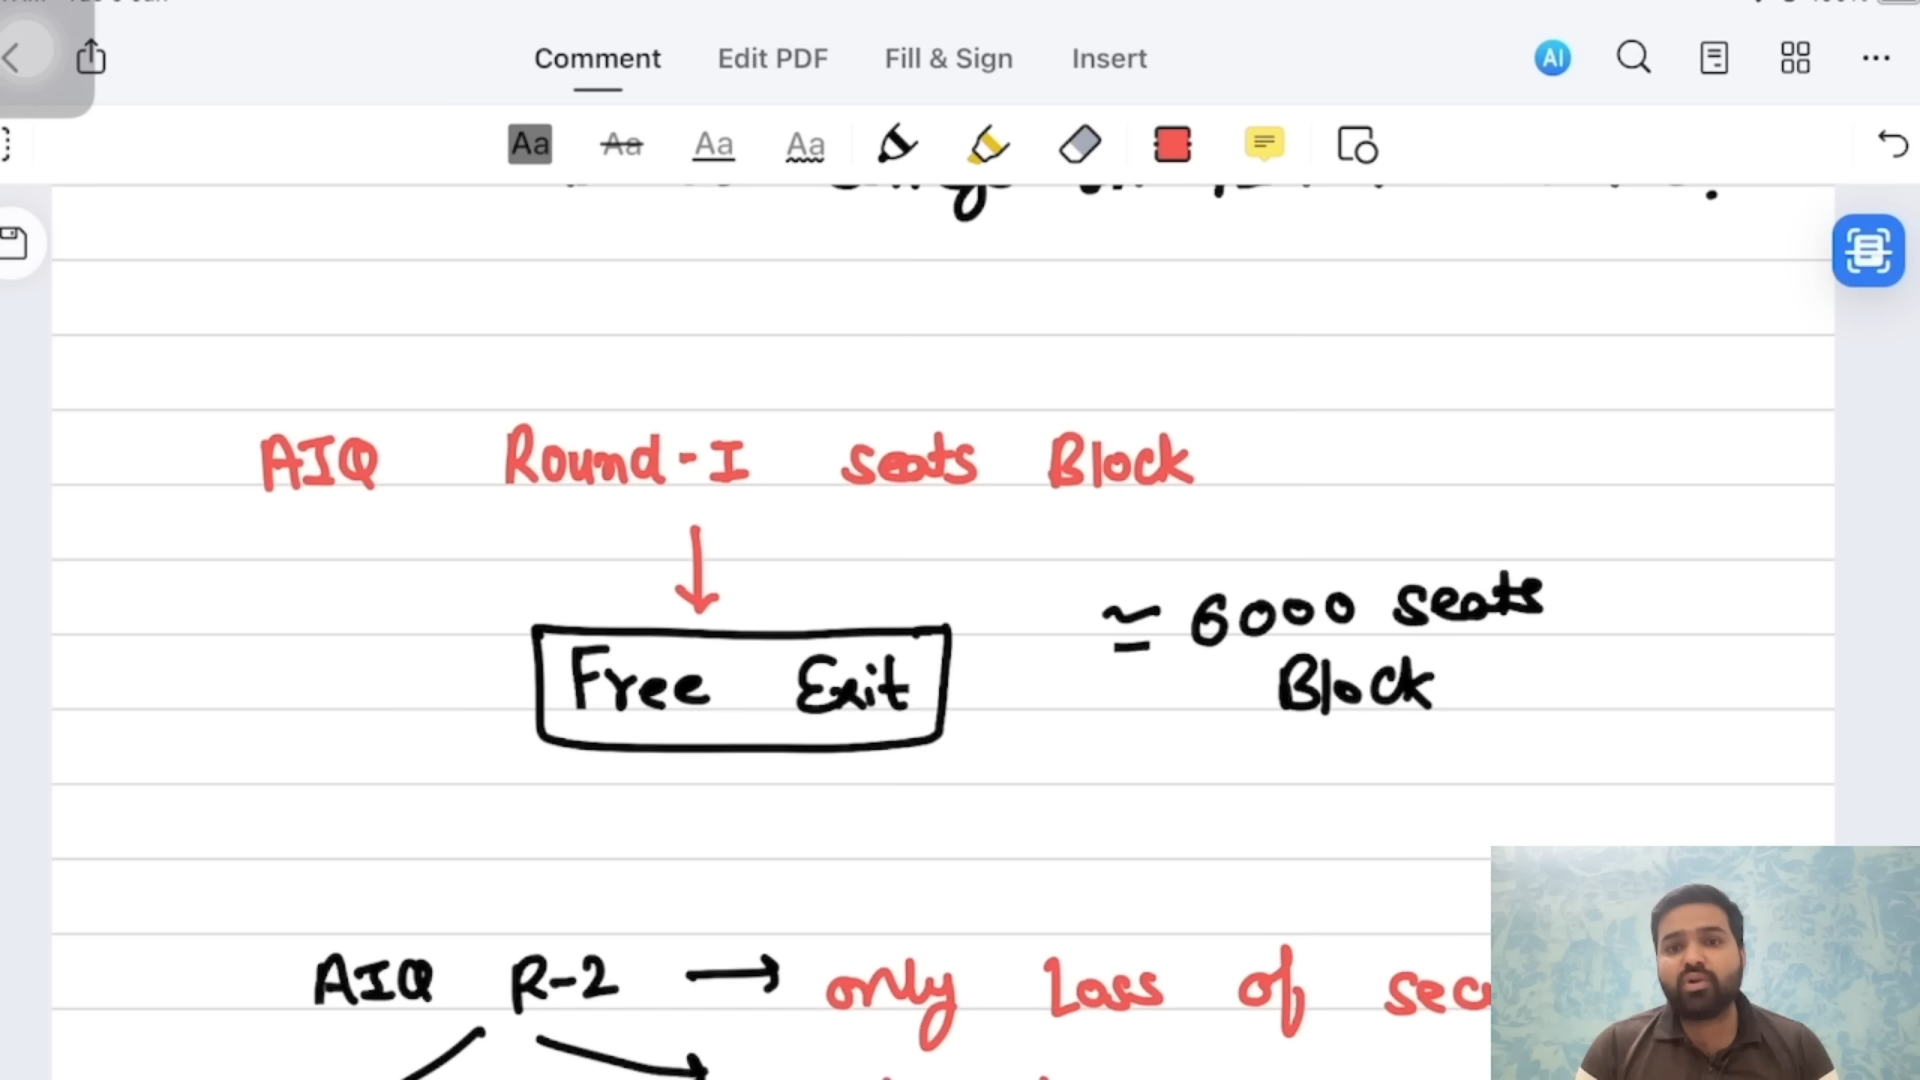 Comment Edit PDF Fill & Sign Insert AI
Aa Aa Aa Aa
AIQ Round-I seats Block
≃ 6000 seats
Free Exit
Block
AIQ R-2 → only Loss of